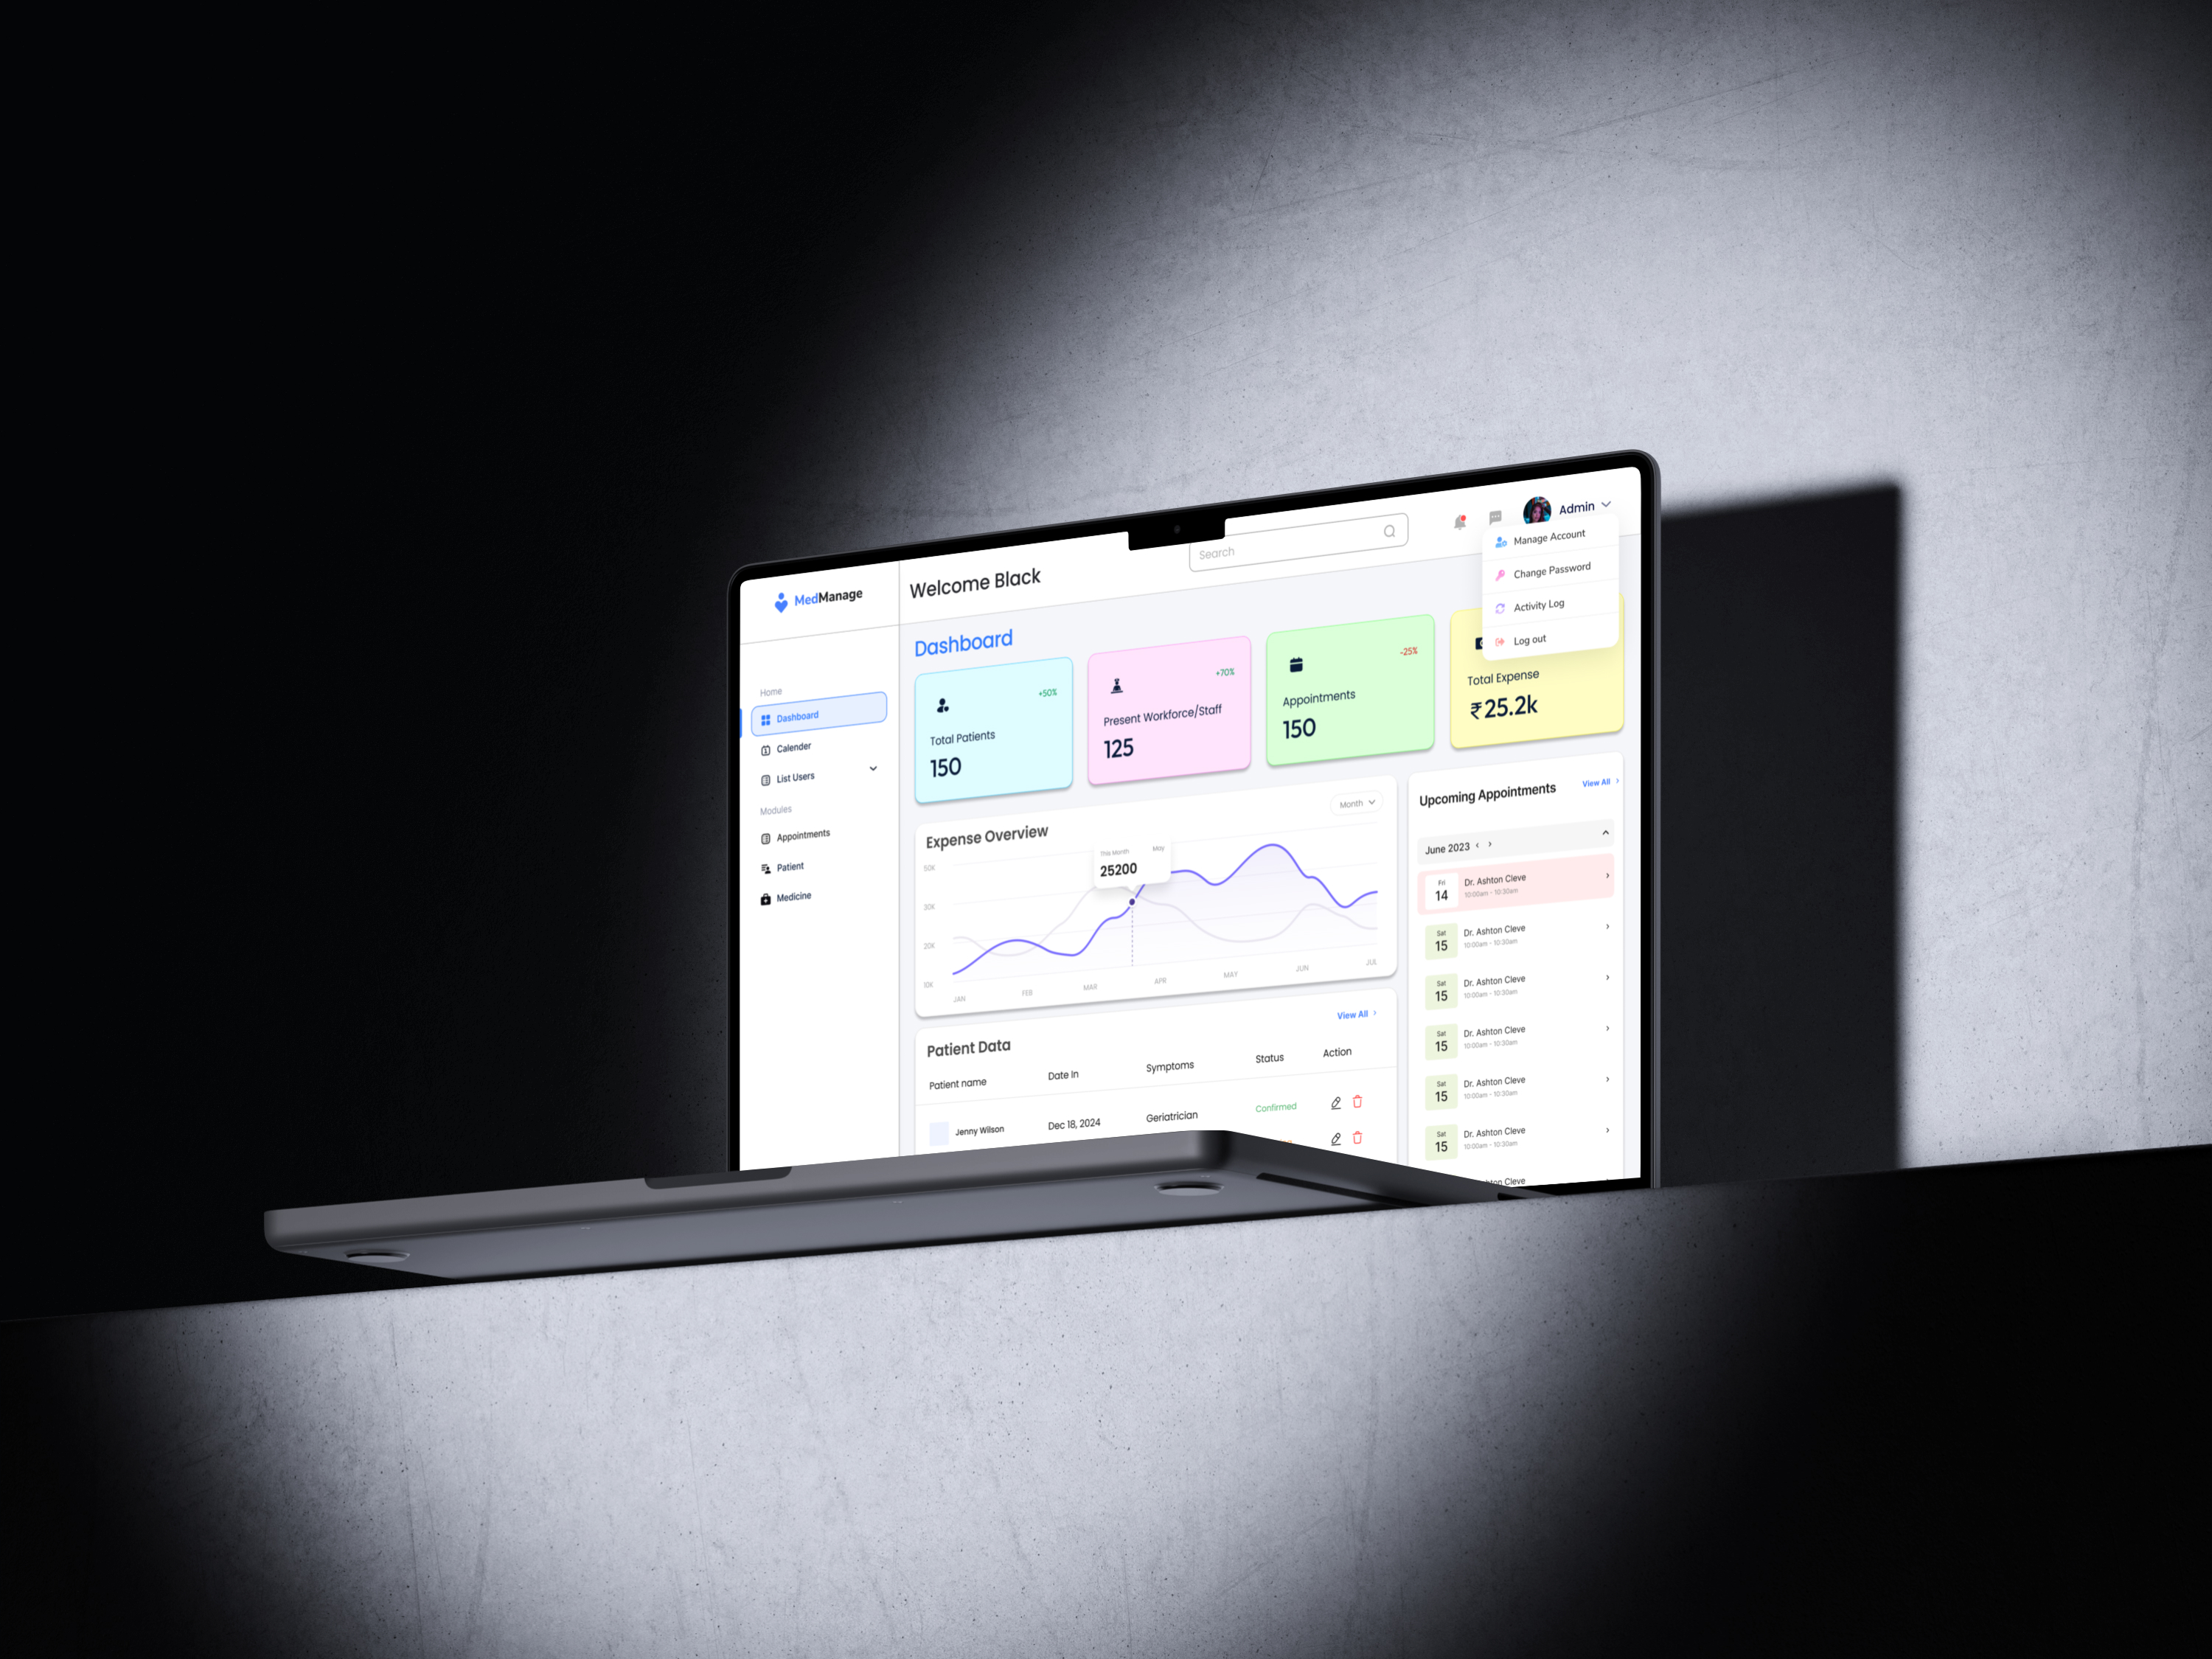 MedManage
Welcome Black
Search
Admin
Manage Account
Change Password
Activity Log
Log out
Home
Dashboard
Calender
List Users
Modules
Appointments
Patient
Medicine
Dashboard
+50%
Total Patients
150
+70%
Present Workforce/Staff
125
-25%
Appointments
150
Total Expense
₹25.2k
Expense Overview
Month
50K
30K
20K
10K
This Month May
25200
JAN FEB MAR APR MAY JUN JUL
Patient Data
View All
Patient name Date In Symptoms Status Action
Jenny Wilson Dec 18, 2024 Geriatrician Confirmed
Upcoming Appointments
View All
June 2023
Fri
14
Dr. Ashton Cleve
10:00am - 10:30am
Sat
15
Dr. Ashton Cleve
10:00am - 10:30am
Sat
15
Dr. Ashton Cleve
10:00am - 10:30am
Sat
15
Dr. Ashton Cleve
10:00am - 10:30am
Sat
15
Dr. Ashton Cleve
10:00am - 10:30am
Sat
15
Dr. Ashton Cleve
10:00am - 10:30am
Cleve